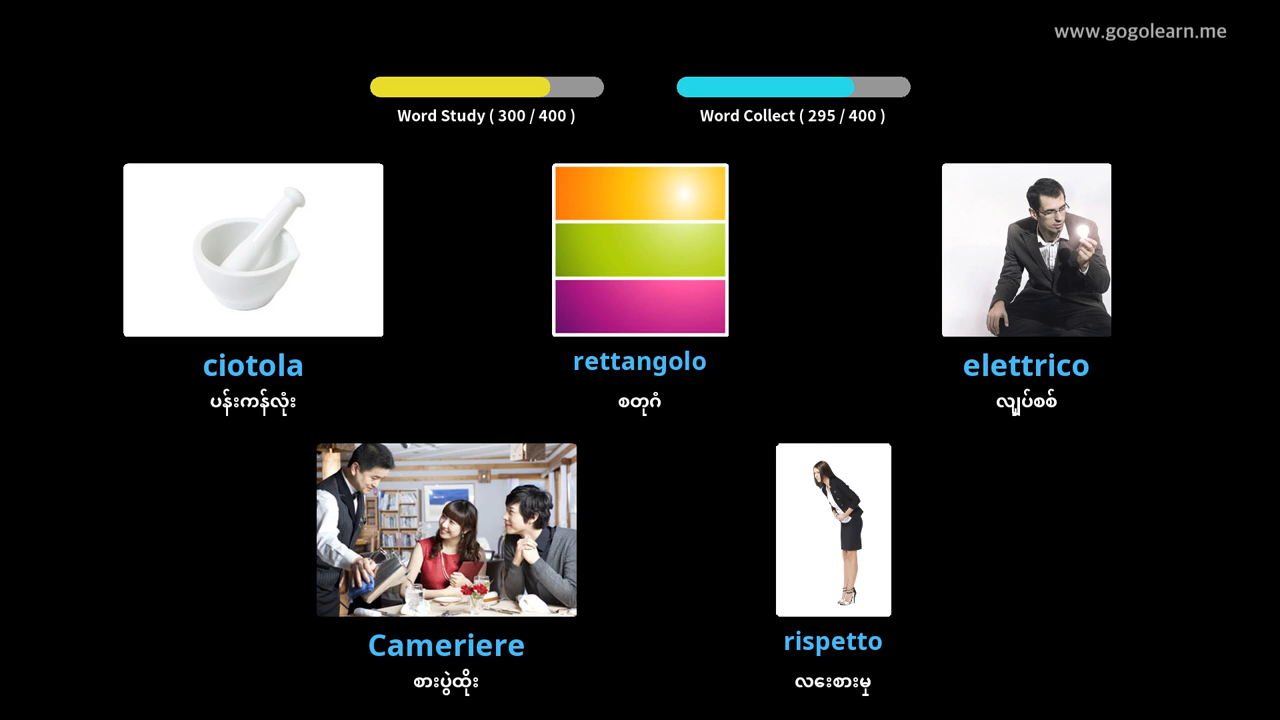 www.gogolearn.me
Word Study ( 300 / 400 )
Word Collect ( 295 / 400 )
ciotola
ပန်းကန်လုံး
rettangolo
စတုဂံ
elettrico
လျှပ်စစ်
Cameriere
စားပွဲထိုး
rispetto
လေးစားမှု